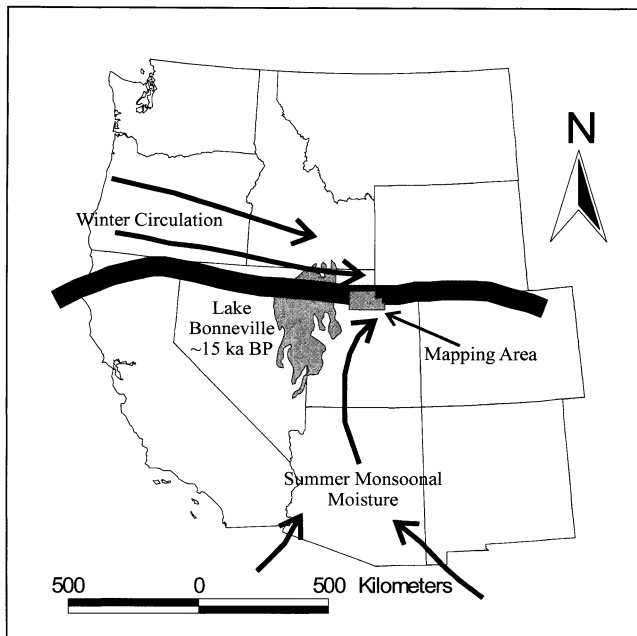 N
Winter Circulation
Lake
Bonneville
~15 ka BP
Mapping Area
Summer Monsoonal
Moisture
500 0 500 Kilometers